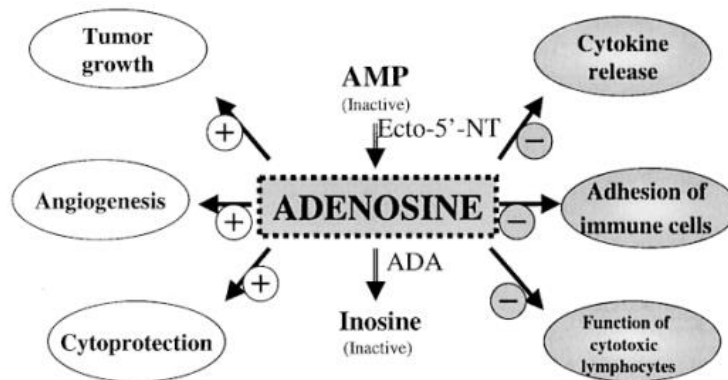 Tumor
growth
AMP
(Inactive)
Cytokine
release
Ecto-5'-NT
+
−
Angiogenesis
+
ADENOSINE
−
Adhesion of
immune cells
+
ADA
−
Cytoprotection
Inosine
(Inactive)
Function of
cytotoxic
lymphocytes